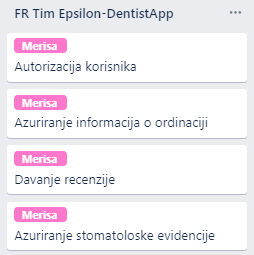 FR Tim Epsilon-DentistApp
Merisa
Autorizacija korisnika
Merisa
Azuriranje informacija o ordinaciji
Merisa
Davanje recenzije
Merisa
Azuriranje stomatoloske evidencije